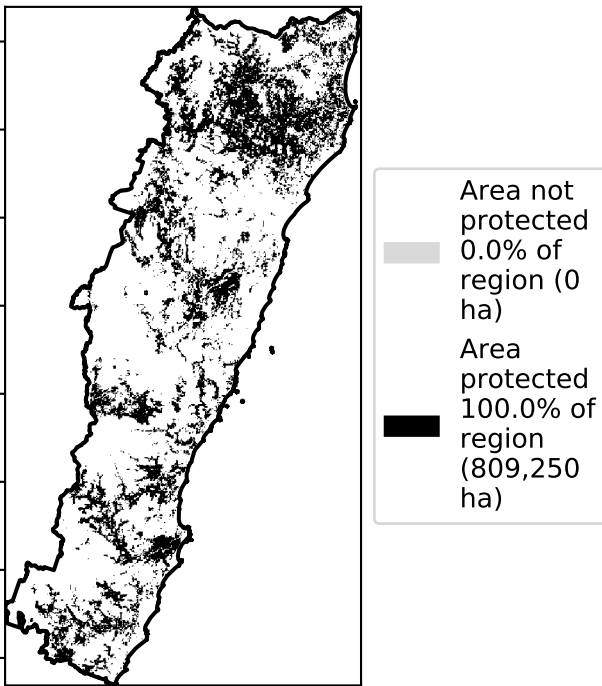 Area not
protected
0.0% of
region (0
ha)
Area
protected
100.0% of
region
(809,250
ha)